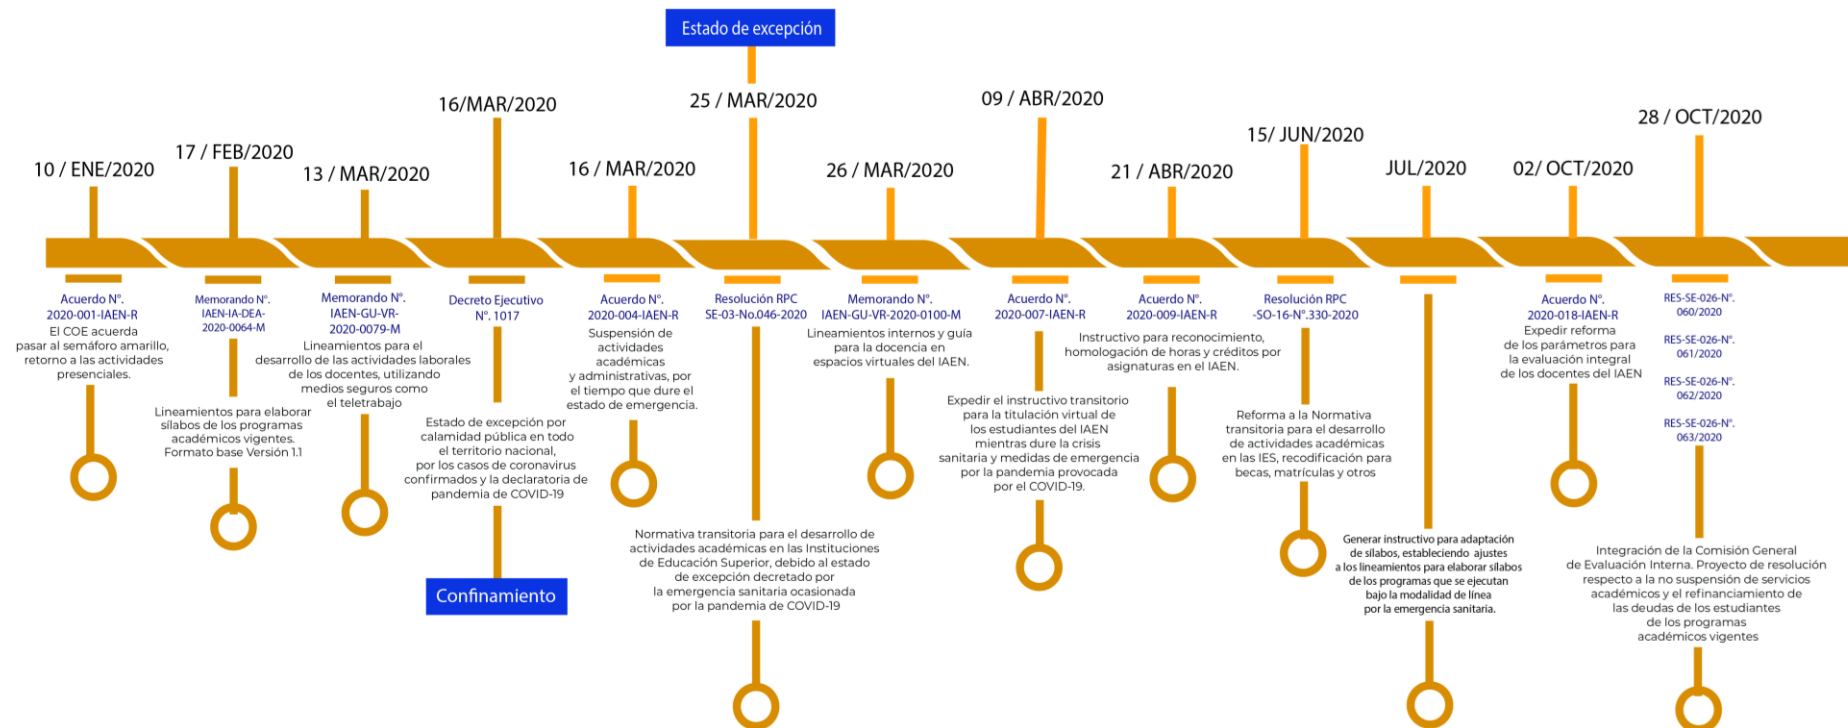 Estado de excepción
10 / ENE/2020
Acuerdo N°.
2020-001-IAEN-R
El COE acuerda
pasar al semáforo amarillo,
retorno a las actividades
presenciales.
17 / FEB/2020
Memorando N°.
IAEN-IA-DEA-
2020-0064-M
Lineamientos para elaborar
sílabos de los programas
académicos vigentes.
Formato base Versión 1.1
13 / MAR/2020
Memorando N°.
IAEN-GU-VR-
2020-0079-M
Lineamientos para el
desarrollo de las actividades laborales
de los docentes, utilizando
medios seguros como
el teletrabajo
16/MAR/2020
Decreto Ejecutivo
N°. 1017
Estado de excepción por
calamidad pública en todo
el territorio nacional,
por los casos de coronavirus
confirmados y la declaratoria de
pandemia de COVID-19
Confinamiento
16 / MAR/2020
Acuerdo N°.
2020-004-IAEN-R
Suspensión de
actividades
académicas
y administrativas, por
el tiempo que dure el
estado de emergencia.
25 / MAR/2020
Resolución RPC
SE-03-No.046-2020
Normativa transitoria para el desarrollo de
actividades académicas en las Instituciones
de Educación Superior, debido al estado
de excepción decretado por
la emergencia sanitaria ocasionada
por la pandemia de COVID-19
26 / MAR/2020
Memorando N°.
IAEN-GU-VR-2020-0100-M
Lineamientos internos y guía
para la docencia en
espacios virtuales del IAEN.
09 / ABR/2020
Acuerdo N°.
2020-007-IAEN-R
Expedir el instructivo transitorio
para la titulación virtual de
los estudiantes del IAEN
mientras dure la crisis
sanitaria y medidas de emergencia
por la pandemia provocada
por el COVID-19.
21 / ABR/2020
Acuerdo N°.
2020-009-IAEN-R
Instructivo para reconocimiento,
homologación de horas y créditos por
asignaturas en el IAEN.
15/ JUN/2020
Resolución RPC
-SO-16-N°.330-2020
Reforma a la Normativa
transitoria para el desarrollo
de actividades académicas
en las IES, recodificación para
becas, matrículas y otros
JUL/2020
Generar instructivo para adaptación
de sílabos, estableciendo ajustes
a los lineamientos para elaborar sílabos
de los programas que se ejecutan
bajo la modalidad de línea
por la emergencia sanitaria.
02/ OCT/2020
Acuerdo N°.
2020-018-IAEN-R
Expedir reforma
de los parámetros para
la evaluación integral
de los docentes del IAEN
28 / OCT/2020
RES-SE-026-N°.
060/2020
RES-SE-026-N°.
061/2020
RES-SE-026-N°.
062/2020
RES-SE-026-N°.
063/2020
Integración de la Comisión General
de Evaluación Interna. Proyecto de resolución
respecto a la no suspensión de servicios
académicos y el refinanciamiento de
las deudas de los estudiantes
de los programas
académicos vigentes